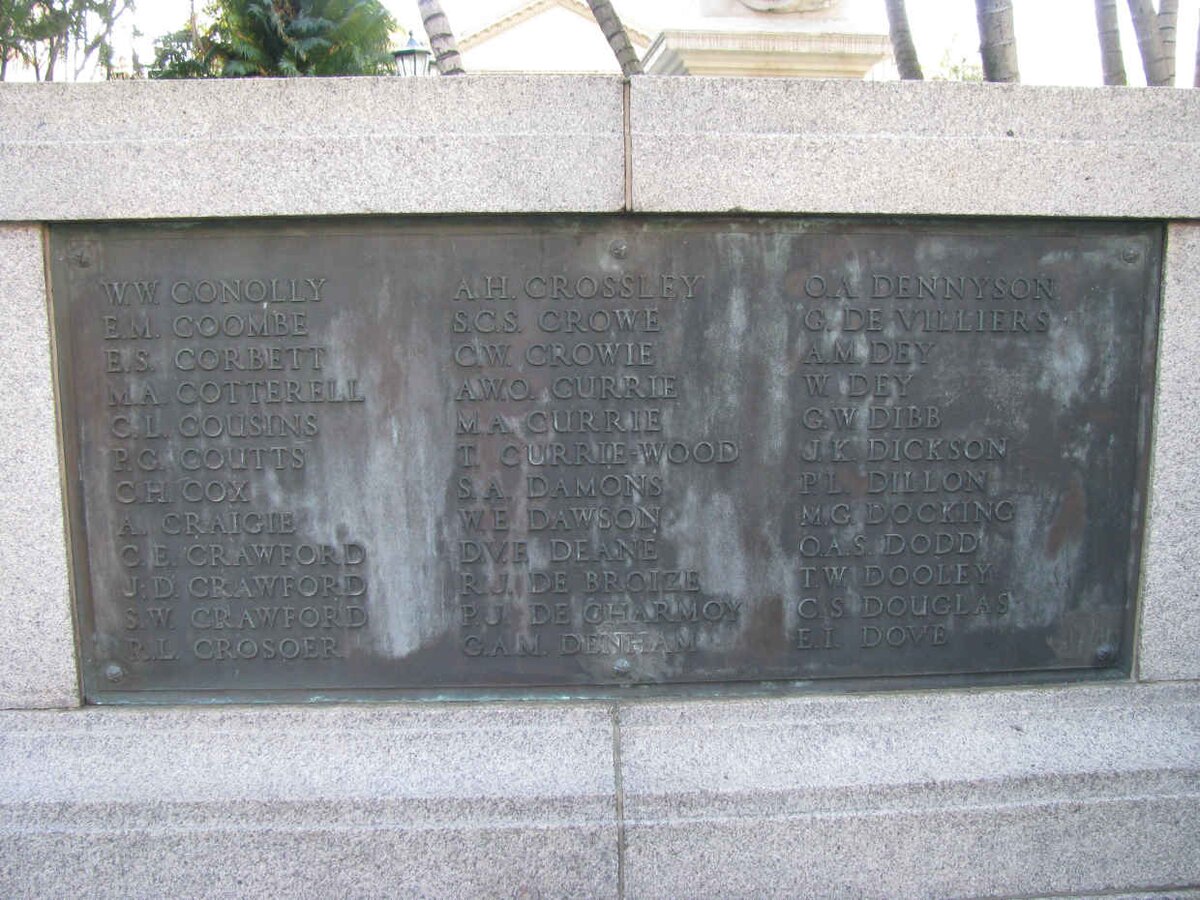 W.W. CONOLLY
E.M. COOMBE
E.S. CORBETT
M.A. COTTERELL
C.L. COUSINS
P.G. COUTTS
C.H. COX
A. CRAIGIE
C.E. CRAWFORD
J.D. CRAWFORD
S.W. CRAWFORD
R.L. CROSOER
A.H. CROSSLEY
S.C.S. CROWE
C.W. CROWIE
A.W.O. CURRIE
M.A. CURRIE
T. CURRIE-WOOD
S.A. DAMONS
W.E. DAWSON
D.V.F. DEANE
R.J. DE BROIZE
P.J. DE CHARMOY
G.A.M. DENHAM
O.A. DENNYSON
G. DE VILLIERS
A.M. DEY
W. DEY
G.W. DIBB
J.K. DICKSON
P.L. DILLON
M.G. DOCKING
O.A.S. DODD
T.W. DOOLEY
C.S. DOUGLAS
E.I. DOVE